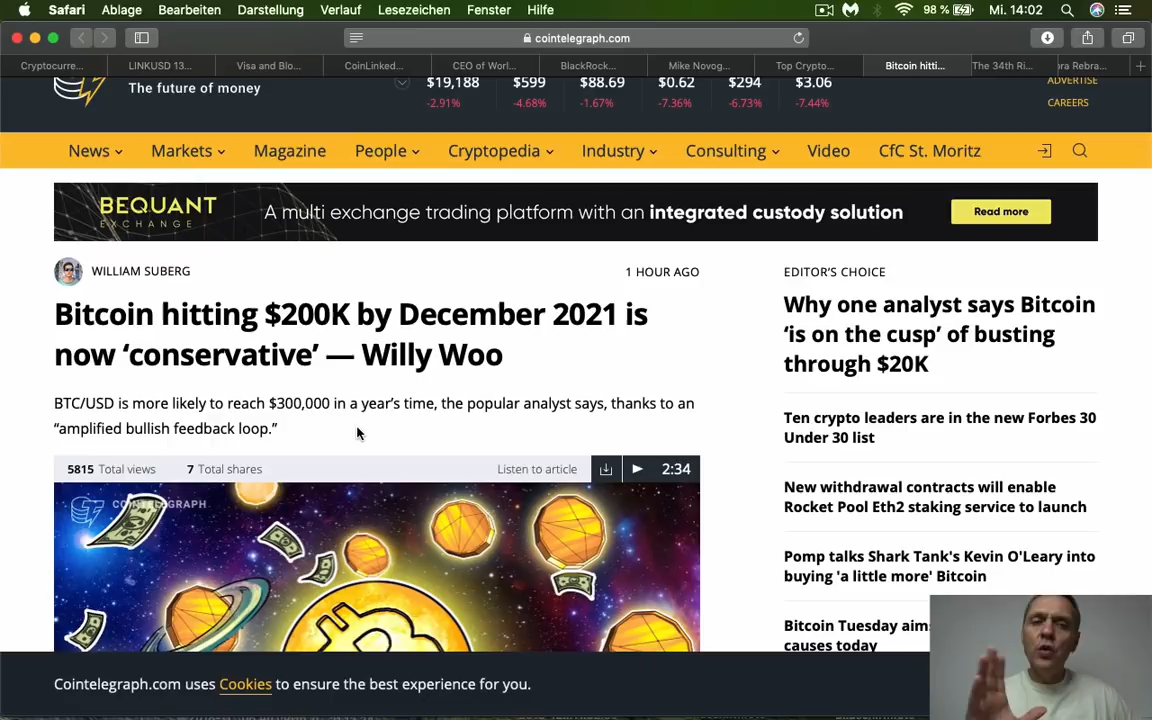 Safari Ablage Bearbeiten Darstellung Verlauf Lesezeichen Fenster Hilfe 98 % Mi. 14:02
cointelegraph.com
Cryptocurre... LINKUSD 13... Visa and Blo... CoinLinked... CEO of Worl... BlackRock... Mike Novog... Top Crypto... Bitcoin hitti... The 34th Ri... ora Rebra...
The future of money
$19,188 $599 $88.69 $0.62 $294 $3.06
-2.91% -4.68% -1.67% -7.36% -6.73% -7.44%
ADVERTISE
CAREERS
News Markets Magazine People Cryptopedia Industry Consulting Video CfC St. Moritz
BEQUANT
EXCHANGE
A multi exchange trading platform with an integrated custody solution
Read more
WILLIAM SUBERG
1 HOUR AGO
Bitcoin hitting $200K by December 2021 is
now ‘conservative’ — Willy Woo
BTC/USD is more likely to reach $300,000 in a year’s time, the popular analyst says, thanks to an
“amplified bullish feedback loop.”
5815 Total views 7 Total shares Listen to article 2:34
COINTELEGRAPH
EDITOR’S CHOICE
Why one analyst says Bitcoin
‘is on the cusp’ of busting
through $20K
Ten crypto leaders are in the new Forbes 30
Under 30 list
New withdrawal contracts will enable
Rocket Pool Eth2 staking service to launch
Pomp talks Shark Tank's Kevin O'Leary into
buying 'a little more' Bitcoin
Bitcoin Tuesday aim
causes today
Cointelegraph.com uses Cookies to ensure the best experience for you.